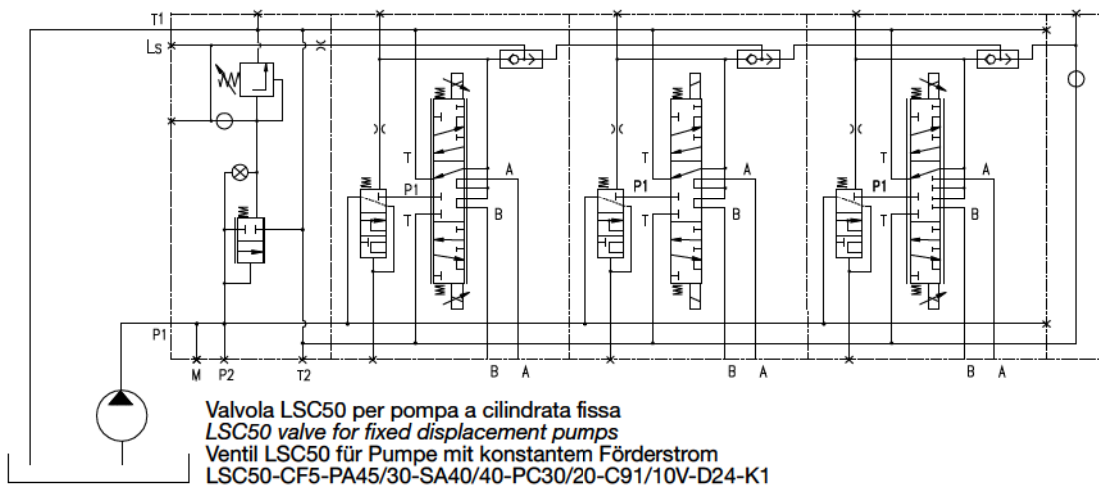 T1
Ls
T A
P1
T B
T A
P1
T B
T A
P1
T B
P1
M P2 T2 B A B A B A
Valvola LSC50 per pompa a cilindrata fissa
LSC50 valve for fixed displacement pumps
Ventil LSC50 für Pumpe mit konstantem Förderstrom
LSC50-CF5-PA45/30-SA40/40-PC30/20-C91/10V-D24-K1